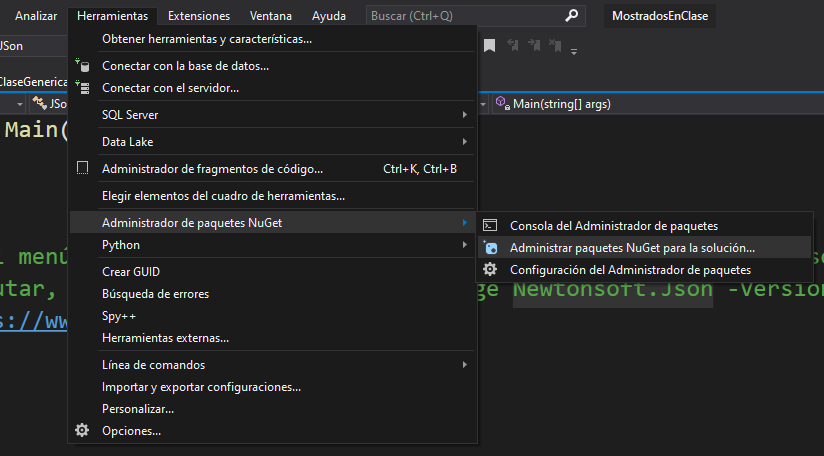 Analizar Herramientas Extensiones Ventana Ayuda Buscar (Ctrl+Q) MostradosEnClase
JSon
Obtener herramientas y características...
Conectar con la base de datos...
ClaseGenerica
Conectar con el servidor...
JSo Main(string[] args)
SQL Server
Main(
Data Lake
Administrador de fragmentos de código... Ctrl+K, Ctrl+B
Elegir elementos del cuadro de herramientas...
Administrador de paquetes NuGet
Consola del Administrador de paquetes
Python
Administrar paquetes NuGet para la solución...
l menú
Crear GUID
Configuración del Administrador de paquetes
utar, ge Newtonsoft.Json -Version
Búsqueda de errores
Spy++
s://ww
Herramientas externas...
Línea de comandos
Importar y exportar configuraciones...
Personalizar...
Opciones...